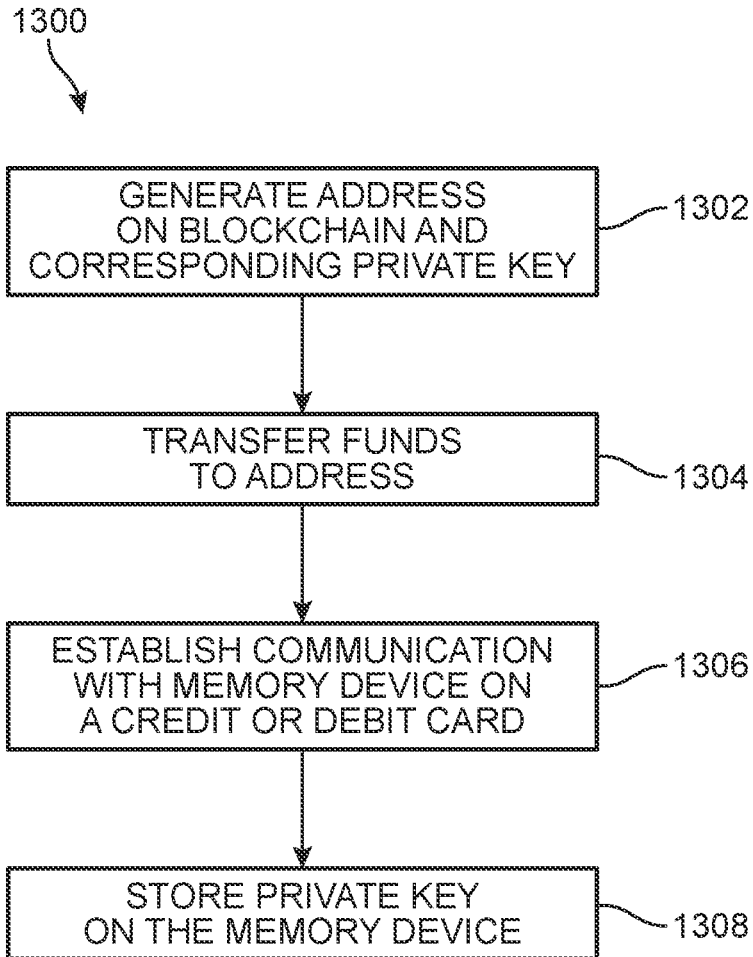 1300
GENERATE ADDRESS
ON BLOCKCHAIN AND
CORRESPONDING PRIVATE KEY
1302
TRANSFER FUNDS
TO ADDRESS
1304
ESTABLISH COMMUNICATION
WITH MEMORY DEVICE ON
A CREDIT OR DEBIT CARD
1306
STORE PRIVATE KEY
ON THE MEMORY DEVICE
1308